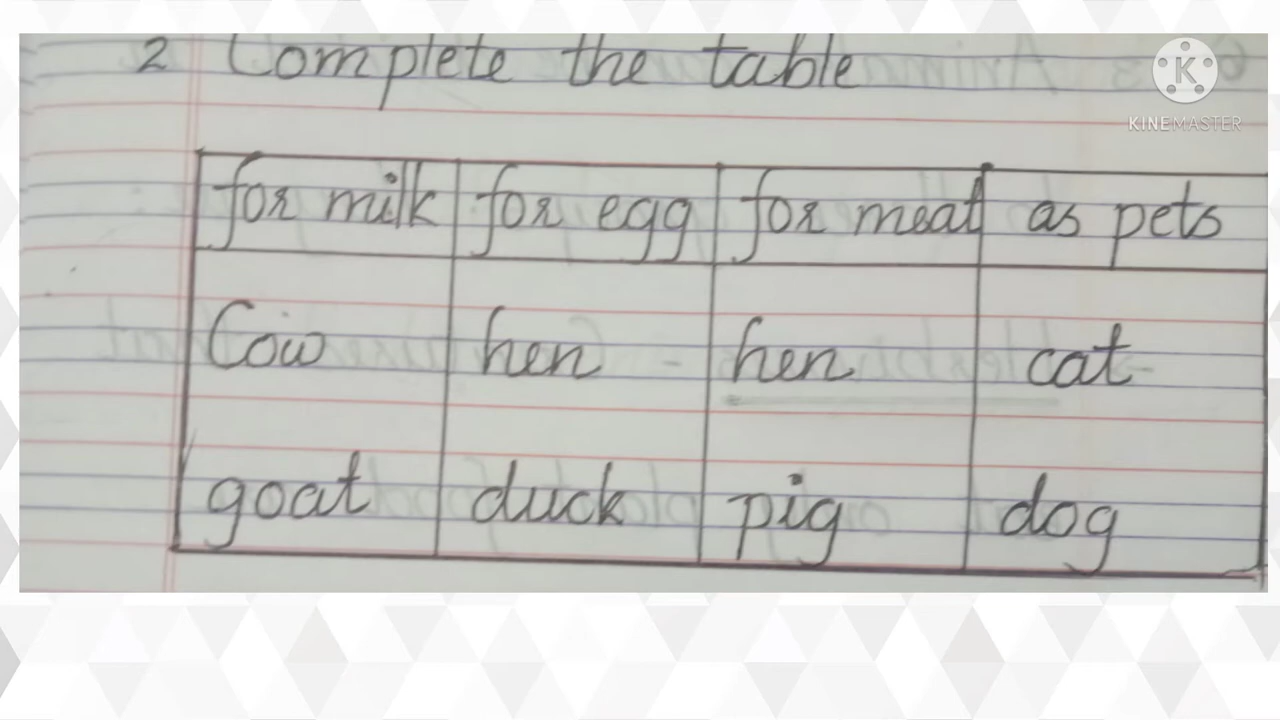 2 Complete the table
KINEMASTER
for milk for egg for meat as pets
Cow hen hen cat
goat duck pig dog